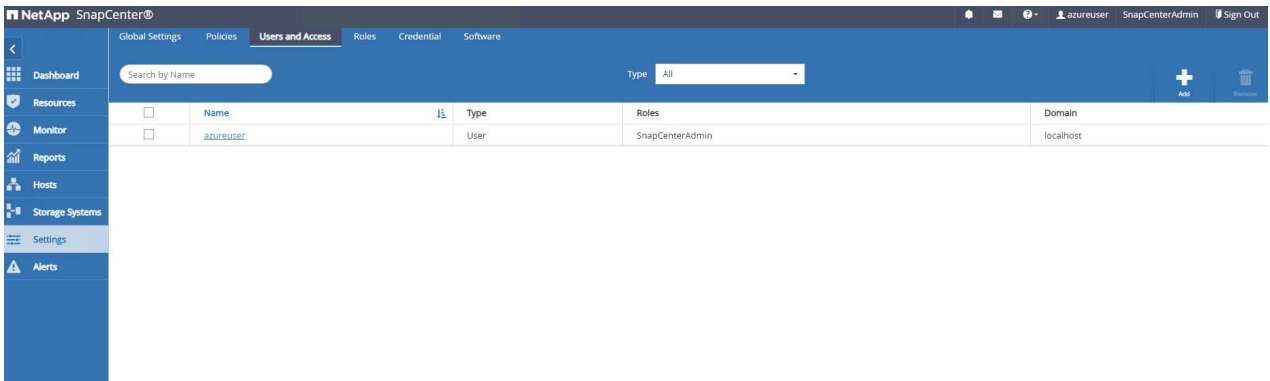 NetApp SnapCenter®
azureuser SnapCenterAdmin Sign Out
Global Settings Policies Users and Access Roles Credential Software
Search by Name
Type All
Add
Remove
Dashboard
Resources
Monitor
Reports
Hosts
Storage Systems
Settings
Alerts
Name Type Roles Domain
azureuser User SnapCenterAdmin localhost